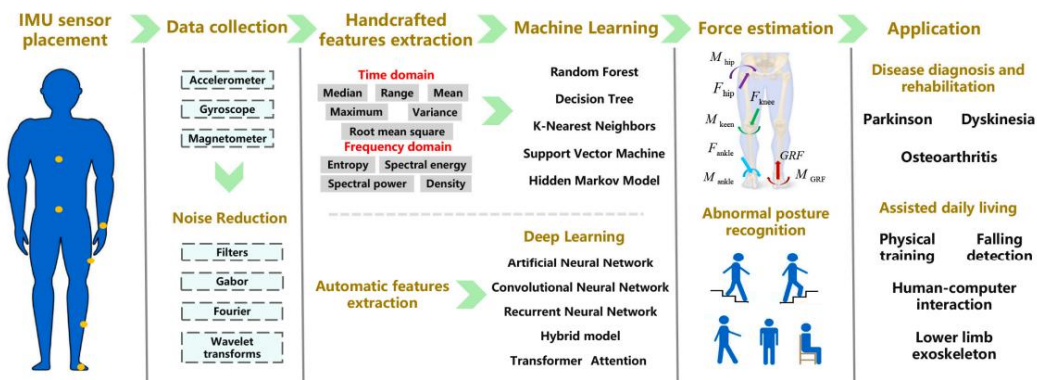 IMU sensor
placement
Data collection
Accelerometer
Gyroscope
Magnetometer
Noise Reduction
Filters
Gabor
Fourier
Wavelet
transforms
Handcrafted
features extraction
Time domain
Median Range Mean
Maximum Variance
Root mean square
Frequency domain
Entropy Spectral energy
Spectral power Density
Automatic features
extraction
Machine Learning
Random Forest
Decision Tree
K-Nearest Neighbors
Support Vector Machine
Hidden Markov Model
Deep Learning
Artificial Neural Network
Convolutional Neural Network
Recurrent Neural Network
Hybrid model
Transformer Attention
Force estimation
M hip
F hip
F knee
M keen
F ankle
GRF
M ankle
M GRF
Abnormal posture
recognition
Application
Disease diagnosis and
rehabilitation
Parkinson Dyskinesia
Osteoarthritis
Assisted daily living
Physical
training
Falling
detection
Human-computer
interaction
Lower limb
exoskeleton